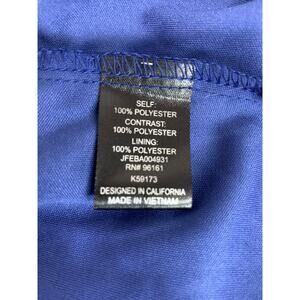 SELF:
100% POLYESTER
CONTRAST:
100% POLYESTER
LINING:
100% POLYESTER
JFEBA004931
RN# 96161
K59173
DESIGNED IN CALIFORNIA
MADE IN VIETNAM